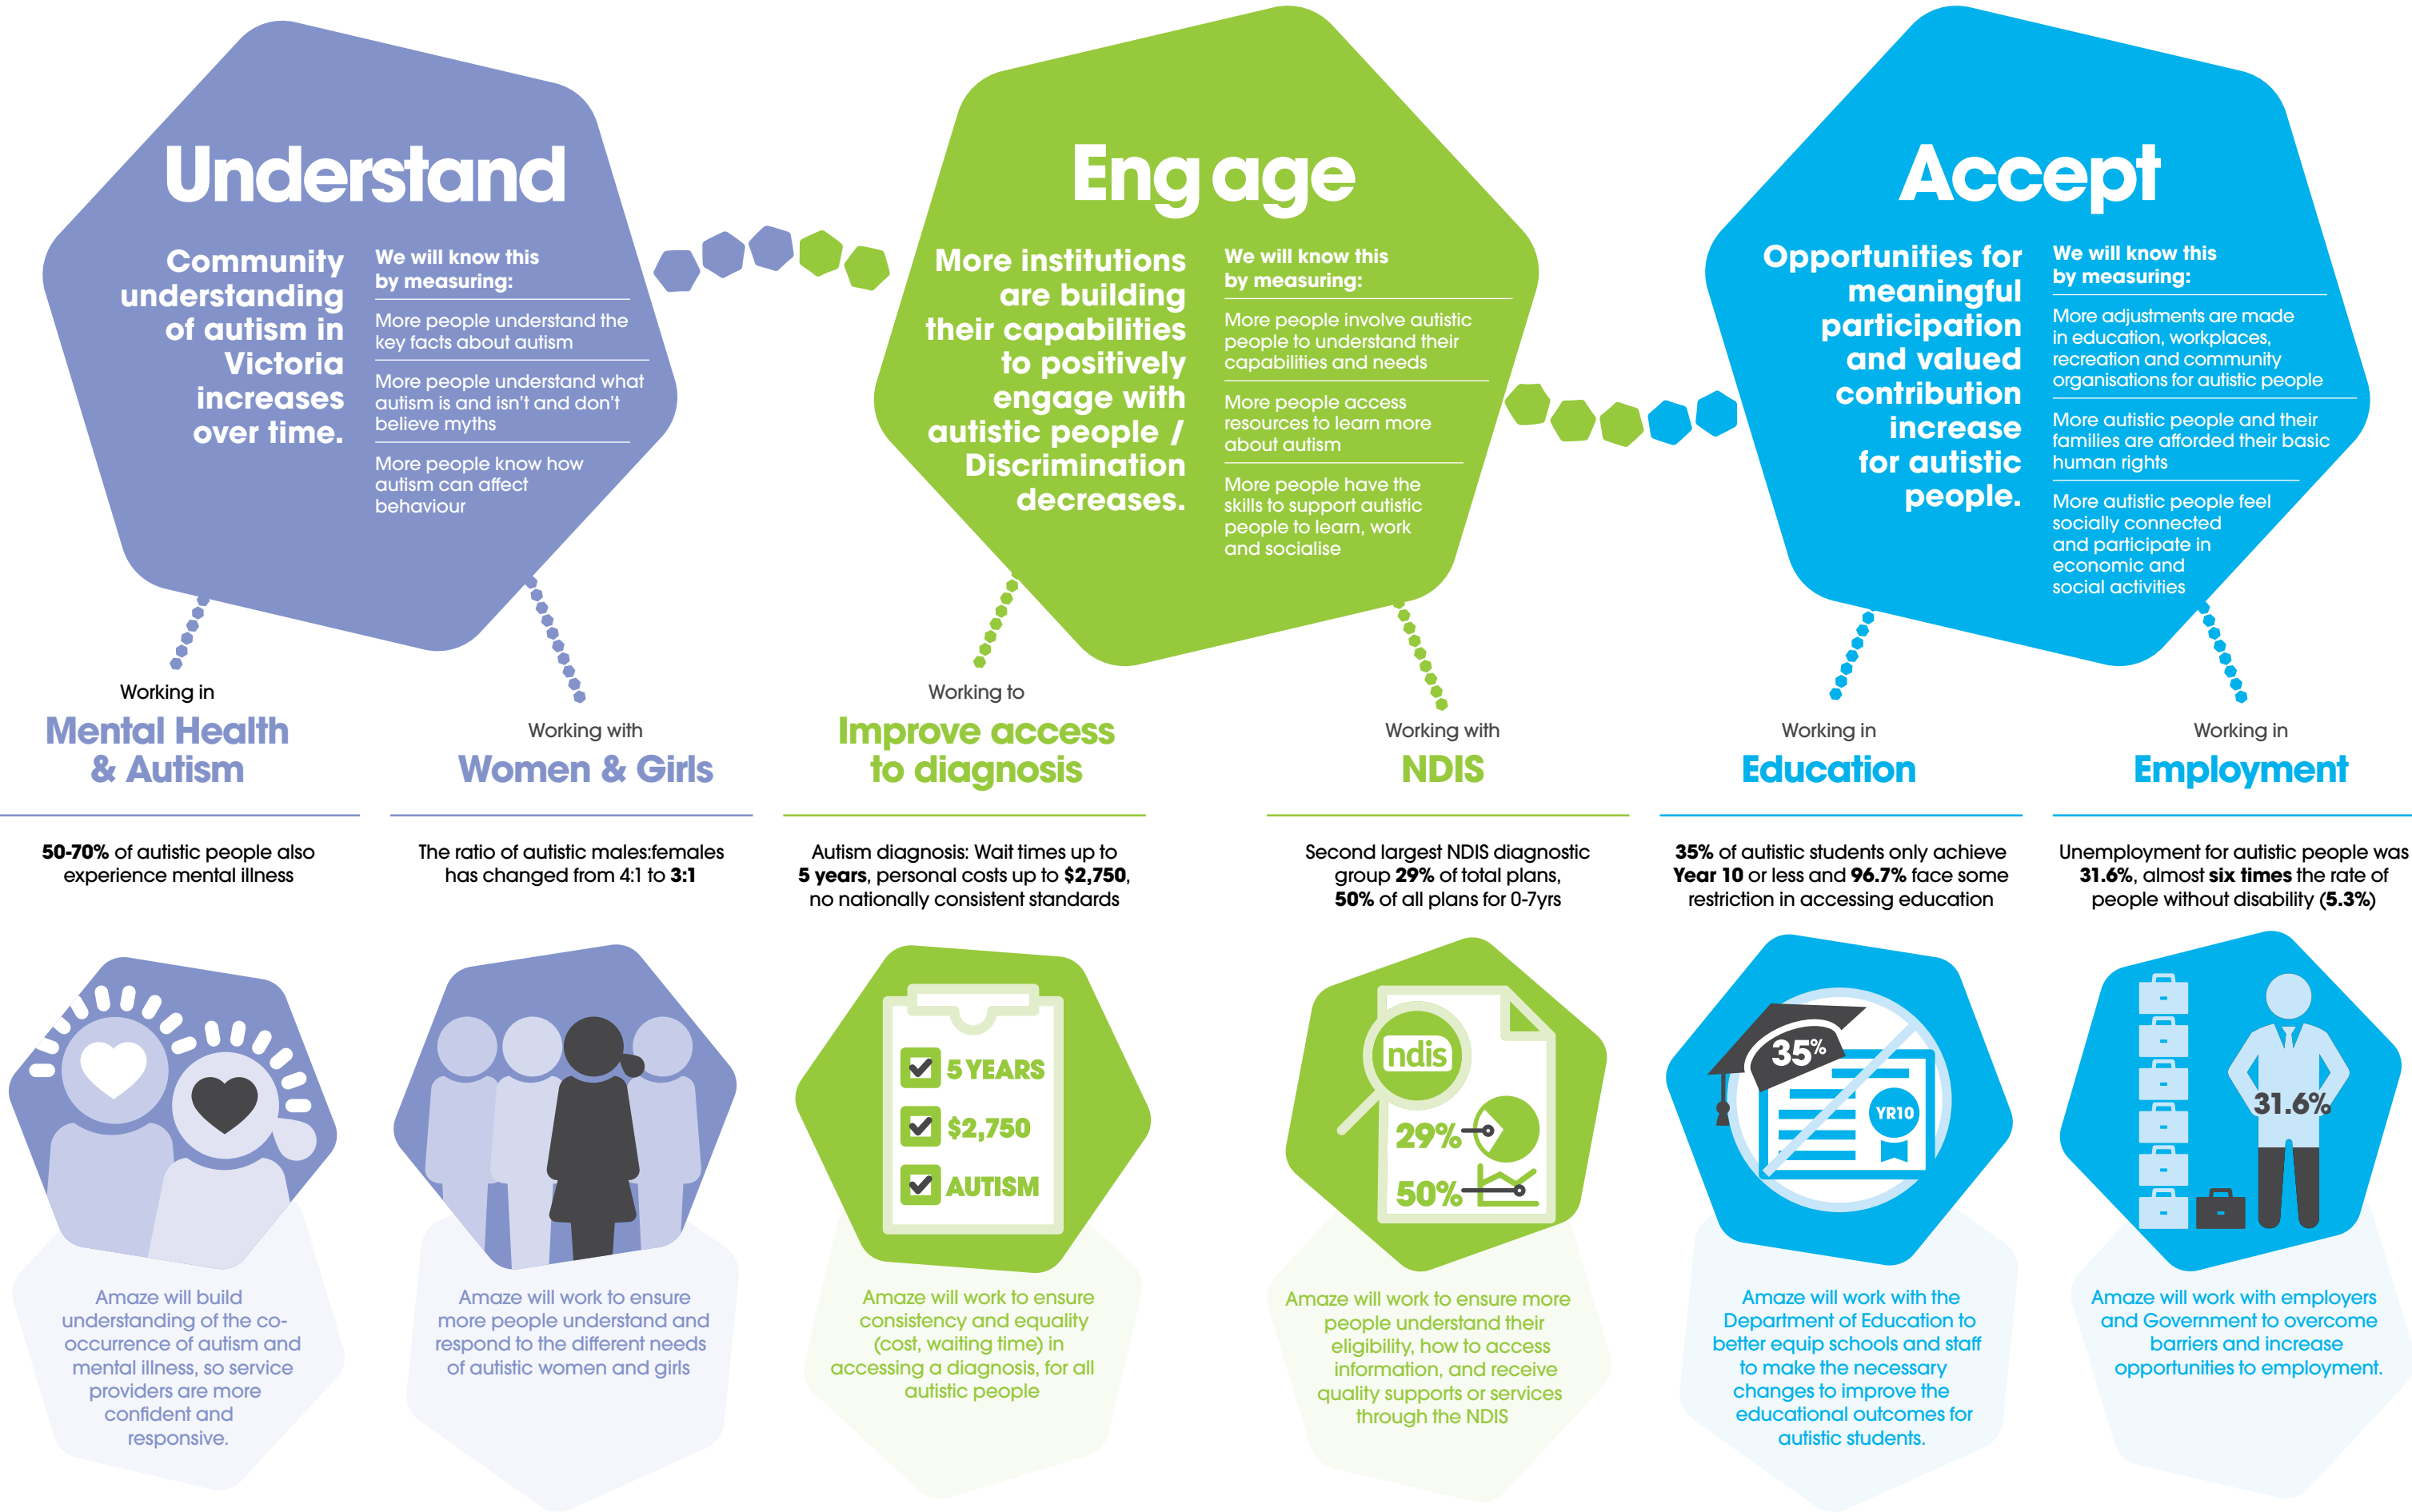 Understand
Community
understanding
of autism in
Victoria
increases
over time.
We will know this
by measuring:
More people understand the
key facts about autism
More people understand what
autism is and isn't and don't
believe myths
More people know how
autism can affect
behaviour
Engage
More institutions
are building
their capabilities
to positively
engage with
autistic people /
Discrimination
decreases.
We will know this
by measuring:
More people involve autistic
people to understand their
capabilities and needs
More people access
resources to learn more
about autism
More people have the
skills to support autistic
people to learn, work
and socialise
Accept
Opportunities for
meaningful
participation
and valued
contribution
increase
for autistic
people.
We will know this
by measuring:
More adjustments are made
in education, workplaces,
recreation and community
organisations for autistic people
More autistic people and their
families are afforded their basic
human rights
More autistic people feel
socially connected
and participate in
economic and
social activities
Working in
Mental Health
& Autism
50-70% of autistic people also
experience mental illness
Amaze will build
understanding of the co-
occurrence of autism and
mental illness, so service
providers are more
confident and
responsive.
Working with
Women & Girls
The ratio of autistic males:females
has changed from 4:1 to 3:1
Amaze will work to ensure
more people understand and
respond to the different needs
of autistic women and girls
Working to
Improve access
to diagnosis
Autism diagnosis: Wait times up to
5 years, personal costs up to $2,750,
no nationally consistent standards
5 YEARS
$2,750
AUTISM
Amaze will work to ensure
consistency and equality
(cost, waiting time) in
accessing a diagnosis, for all
autistic people
Working with
NDIS
Second largest NDIS diagnostic
group 29% of total plans,
50% of all plans for 0-7yrs
ndis
29%
50%
Amaze will work to ensure more
people understand their
eligibility, how to access
information, and receive
quality supports or services
through the NDIS
Working in
Education
35% of autistic students only achieve
Year 10 or less and 96.7% face some
restriction in accessing education
35%
YR10
Amaze will work with the
Department of Education to
better equip schools and staff
to make the necessary
changes to improve the
educational outcomes for
autistic students.
Working in
Employment
Unemployment for autistic people was
31.6%, almost six times the rate of
people without disability (5.3%)
31.6%
Amaze will work with employers
and Government to overcome
barriers and increase
opportunities to employment.